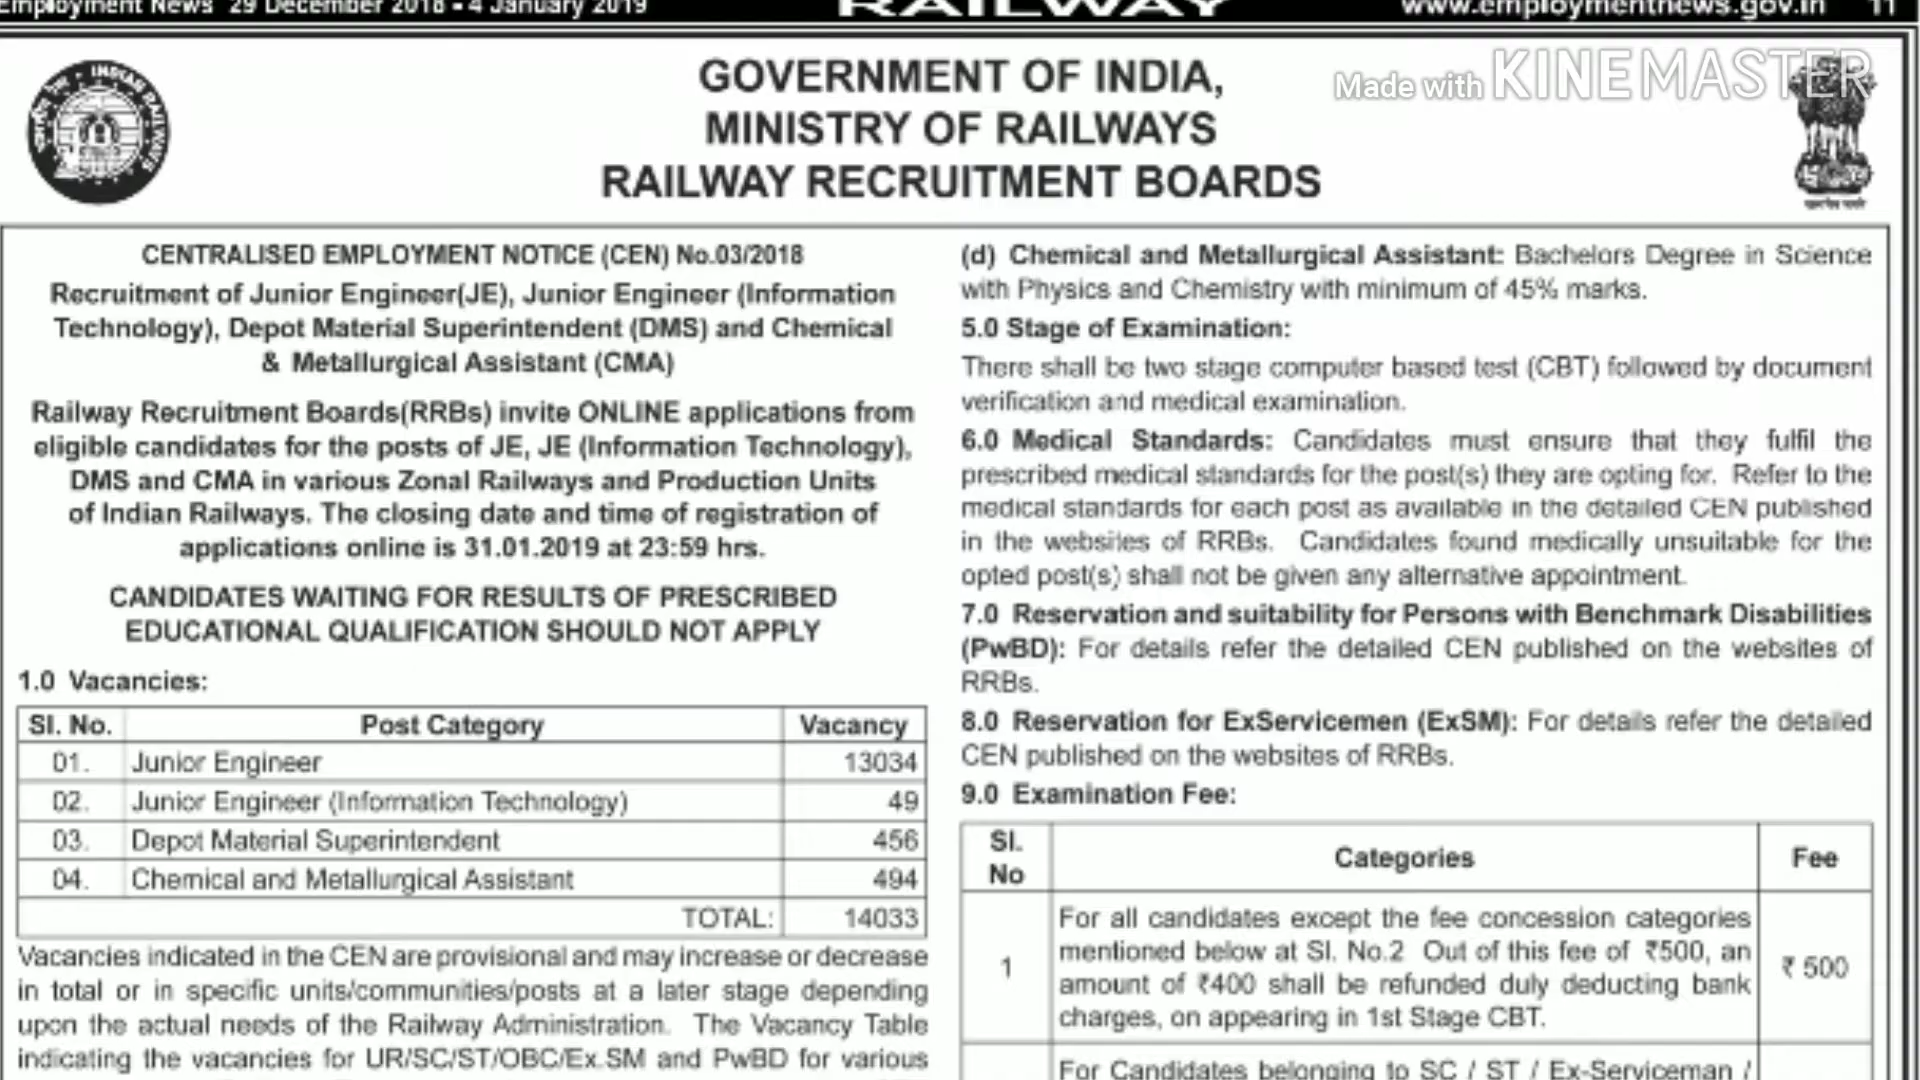 Employment News 29 December 2018 - 4 January 2019
RAILWAY
www.employmentnews.gov.in 11
INDIAN RAILWAYS
GOVERNMENT OF INDIA,
MINISTRY OF RAILWAYS
RAILWAY RECRUITMENT BOARDS
Made with KINEMASTER
CENTRALISED EMPLOYMENT NOTICE (CEN) No.03/2018
Recruitment of Junior Engineer(JE), Junior Engineer (Information
Technology), Depot Material Superintendent (DMS) and Chemical
& Metallurgical Assistant (CMA)
Railway Recruitment Boards(RRBs) invite ONLINE applications from
eligible candidates for the posts of JE, JE (Information Technology),
DMS and CMA in various Zonal Railways and Production Units
of Indian Railways. The closing date and time of registration of
applications online is 31.01.2019 at 23:59 hrs.
CANDIDATES WAITING FOR RESULTS OF PRESCRIBED
EDUCATIONAL QUALIFICATION SHOULD NOT APPLY
1.0 Vacancies:
Sl. No. Post Category Vacancy
01. Junior Engineer 13034
02. Junior Engineer (Information Technology) 49
03. Depot Material Superintendent 456
04. Chemical and Metallurgical Assistant 494
TOTAL: 14033
Vacancies indicated in the CEN are provisional and may increase or decrease
in total or in specific units/communities/posts at a later stage depending
upon the actual needs of the Railway Administration. The Vacancy Table
indicating the vacancies for UR/SC/ST/OBC/Ex.SM and PwBD for various
(d) Chemical and Metallurgical Assistant: Bachelors Degree in Science
with Physics and Chemistry with minimum of 45% marks.
5.0 Stage of Examination:
There shall be two stage computer based test (CBT) followed by document
verification and medical examination.
6.0 Medical Standards: Candidates must ensure that they fulfil the
prescribed medical standards for the post(s) they are opting for. Refer to the
medical standards for each post as available in the detailed CEN published
in the websites of RRBs. Candidates found medically unsuitable for the
opted post(s) shall not be given any alternative appointment.
7.0 Reservation and suitability for Persons with Benchmark Disabilities
(PwBD): For details refer the detailed CEN published on the websites of
RRBs.
8.0 Reservation for ExServicemen (ExSM): For details refer the detailed
CEN published on the websites of RRBs.
9.0 Examination Fee:
Sl. No Categories Fee
1 For all candidates except the fee concession categories
mentioned below at Sl. No.2 Out of this fee of ₹500, an
amount of ₹400 shall be refunded duly deducting bank
charges, on appearing in 1st Stage CBT. ₹ 500
For Candidates belonging to SC / ST / Ex-Serviceman /